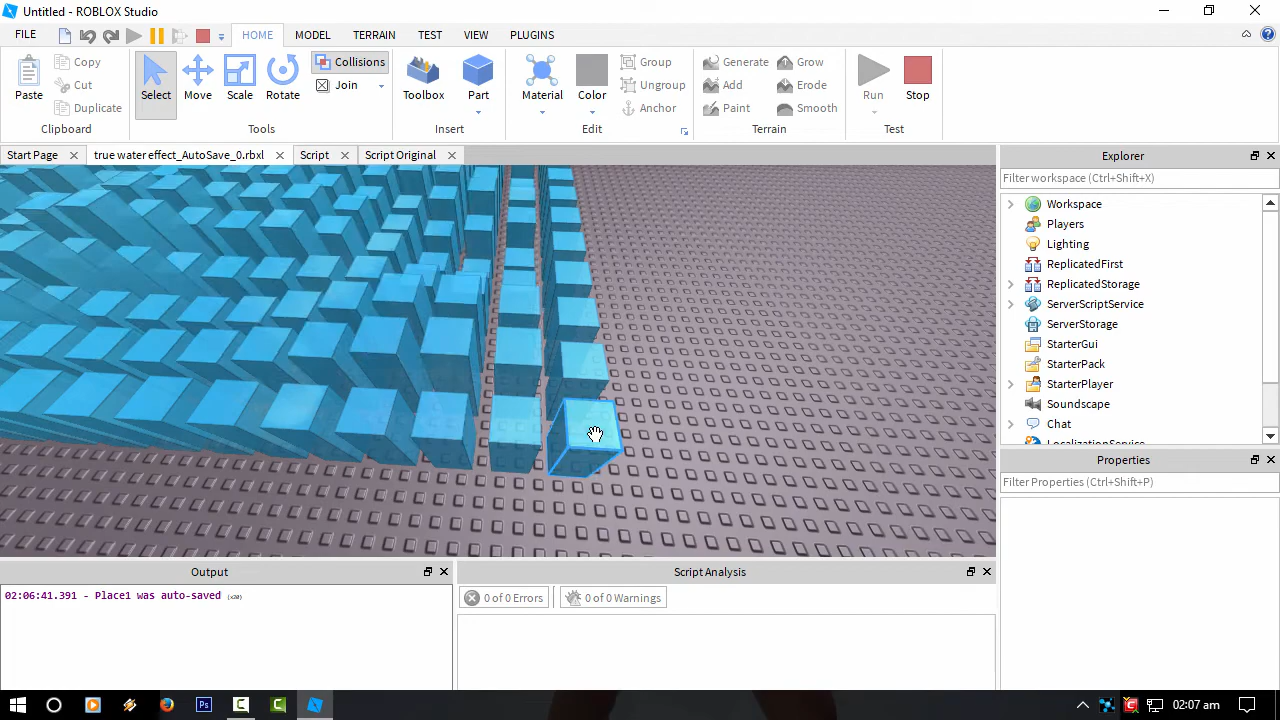 Untitled - ROBLOX Studio
FILE HOME MODEL TERRAIN TEST VIEW PLUGINS
Paste Copy Cut Duplicate
Clipboard
Select Move Scale Rotate Collisions Join
Tools
Toolbox Part
Insert
Material Color Group Ungroup Anchor
Edit
Generate Add Paint Grow Erode Smooth
Terrain
Run Stop
Test
Start Page true water effect_AutoSave_0.rbxl Script Script Original
Explorer
Filter workspace (Ctrl+Shift+X)
Workspace
Players
Lighting
ReplicatedFirst
ReplicatedStorage
ServerScriptService
ServerStorage
StarterGui
StarterPack
StarterPlayer
Soundscape
Chat
LocalizationService
Properties
Filter Properties (Ctrl+Shift+P)
Output
02:06:41.391 - Place1 was auto-saved (x20)
Script Analysis
0 of 0 Errors 0 of 0 Warnings
Ps
02:07 am